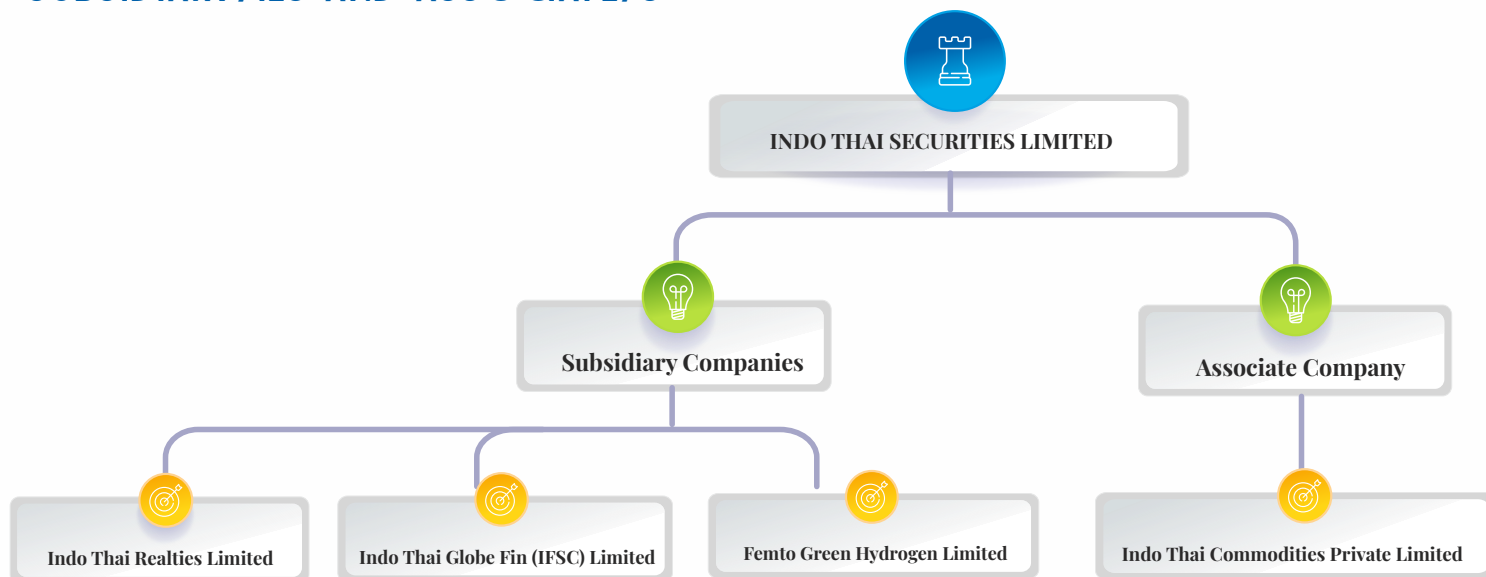 INDO THAI SECURITIES LIMITED
Subsidiary Companies
Associate Company
Indo Thai Realties Limited
Indo Thai Globe Fin (IFSC) Limited
Femto Green Hydrogen Limited
Indo Thai Commodities Private Limited